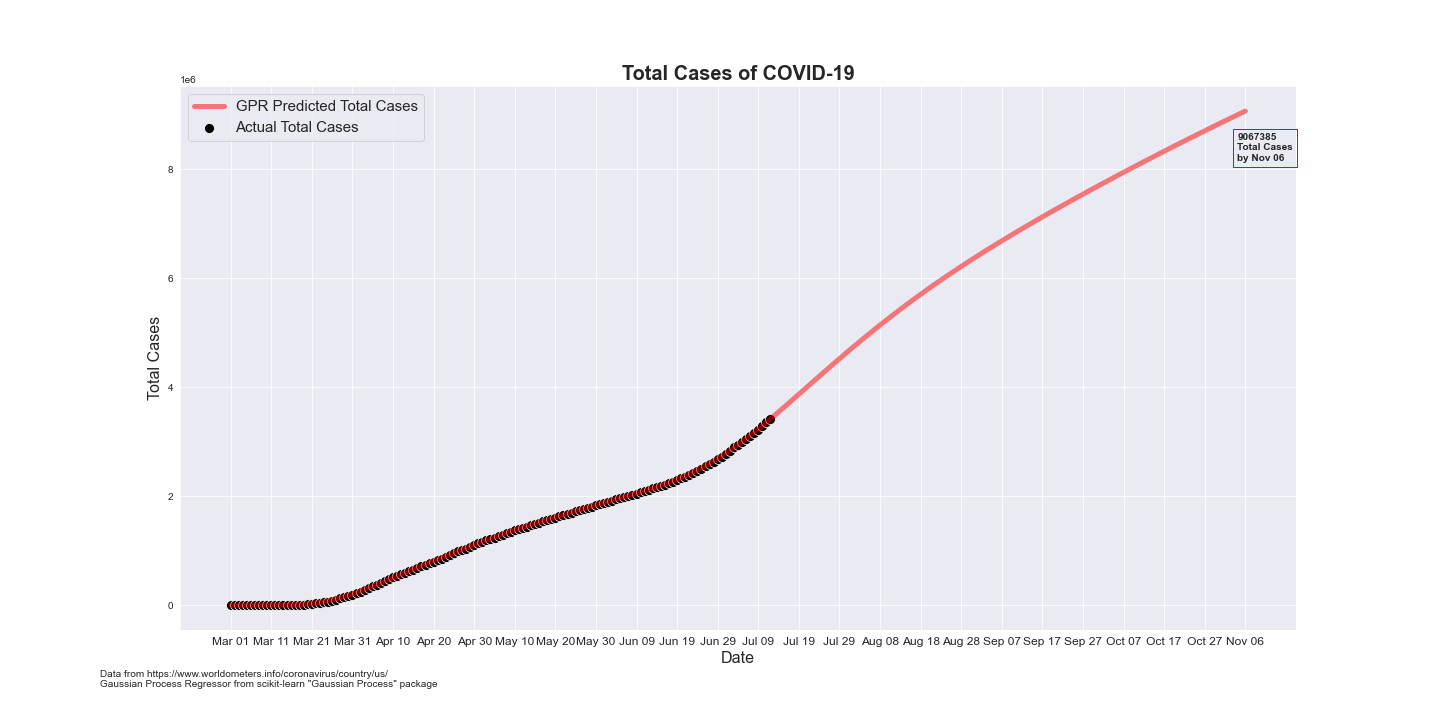 Total Cases of COVID-19
1e6
GPR Predicted Total Cases
Actual Total Cases
9067385
Total Cases
by Nov 06
8
6
4
2
0
Total Cases
Mar 01 Mar 11 Mar 21 Mar 31 Apr 10 Apr 20 Apr 30 May 10 May 20 May 30 Jun 09 Jun 19 Jun 29 Jul 09 Jul 19 Jul 29 Aug 08 Aug 18 Aug 28 Sep 07 Sep 17 Sep 27 Oct 07 Oct 17 Oct 27 Nov 06
Date
Data from https://www.worldometers.info/coronavirus/country/us/
Gaussian Process Regressor from scikit-learn "Gaussian Process" package